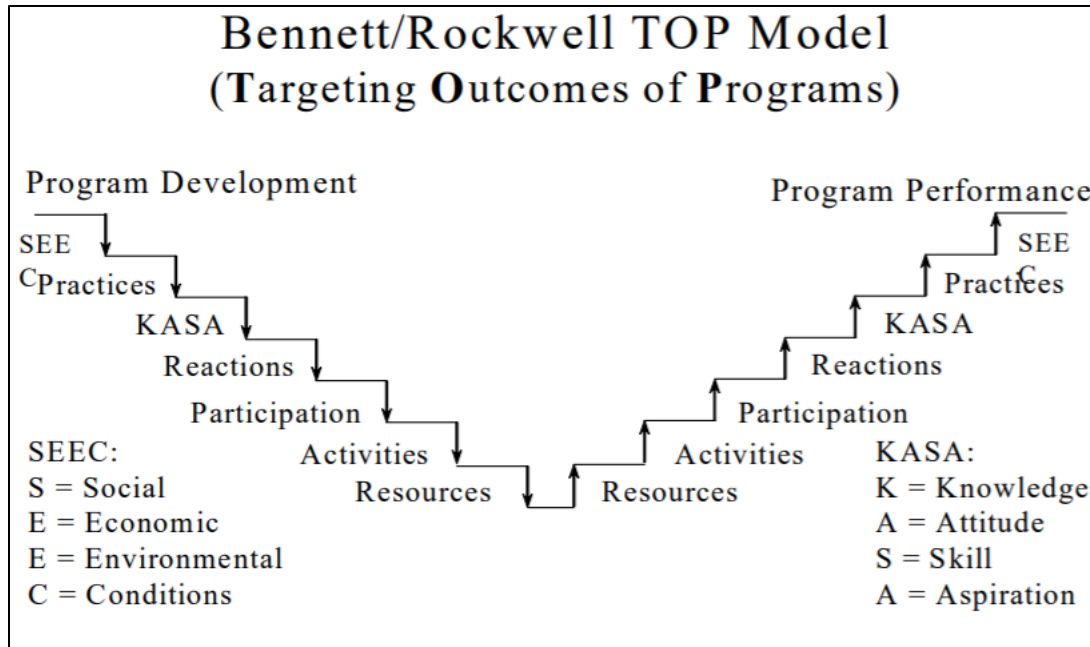 Bennett/Rockwell TOP Model
(Targeting Outcomes of Programs)
Program Development
Program Performance
SEE
C
Practices
KASA
Reactions
Participation
Activities
Resources
SEE
C
Practices
KASA
Reactions
Participation
Activities
Resources
SEEC:
S = Social
E = Economic
E = Environmental
C = Conditions
KASA:
K = Knowledge
A = Attitude
S = Skill
A = Aspiration